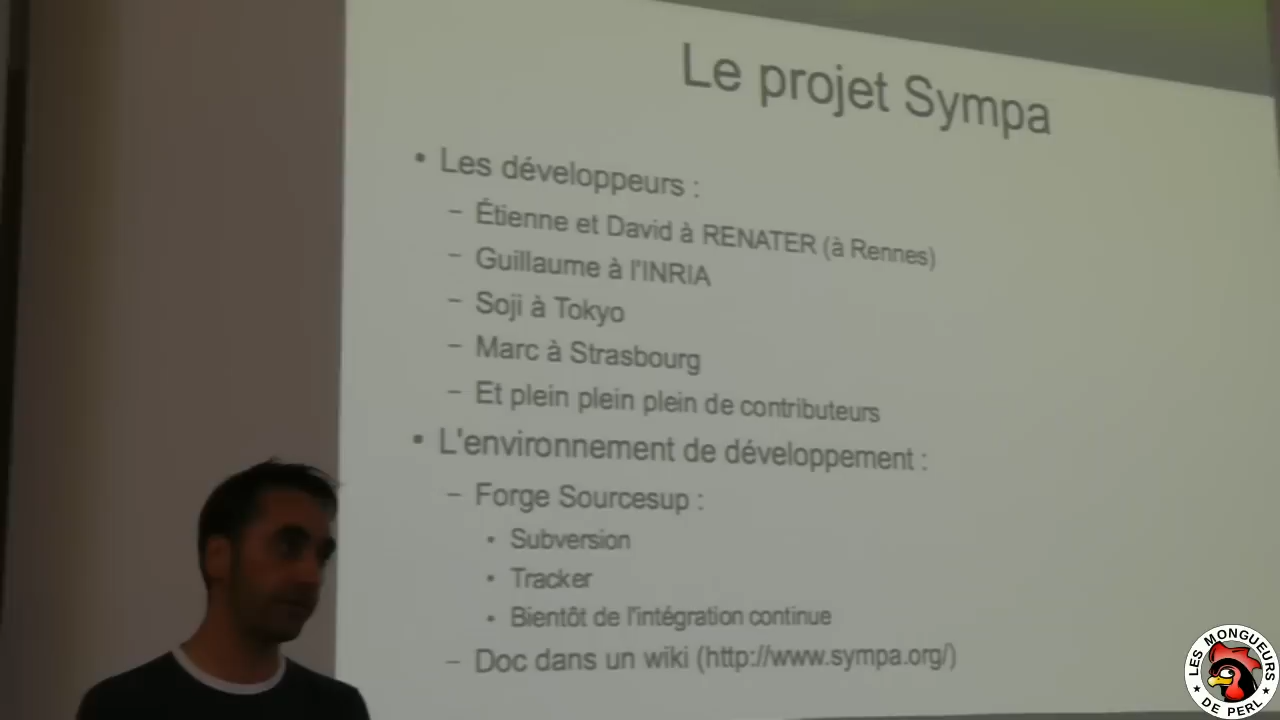 Le projet Sympa
• Les développeurs :
– Étienne et David à RENATER (à Rennes)
– Guillaume à l'INRIA
– Soji à Tokyo
– Marc à Strasbourg
– Et plein plein plein de contributeurs
• L'environnement de développement :
– Forge Sourcesup :
• Subversion
• Tracker
• Bientôt de l'intégration continue
– Doc dans un wiki (http://www.sympa.org/)
LES MONGUEURS
★ DE PERL ★